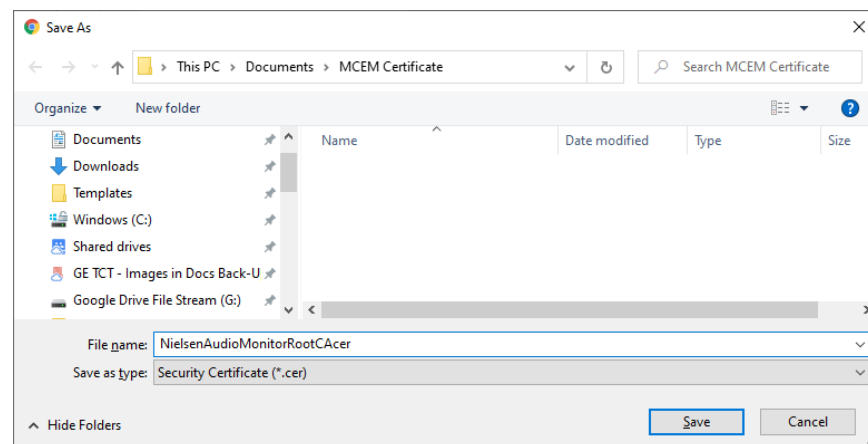 Save As
This PC > Documents > MCEM Certificate
Search MCEM Certificate
Organize
New folder
Name
Date modified
Type
Size
Documents
Downloads
Templates
Windows (C:)
Shared drives
GE TCT - Images in Docs Back-U
Google Drive File Stream (G:)
File name: NielsenAudioMonitorRootCAcer
Save as type: Security Certificate (*.cer)
Hide Folders
Save
Cancel